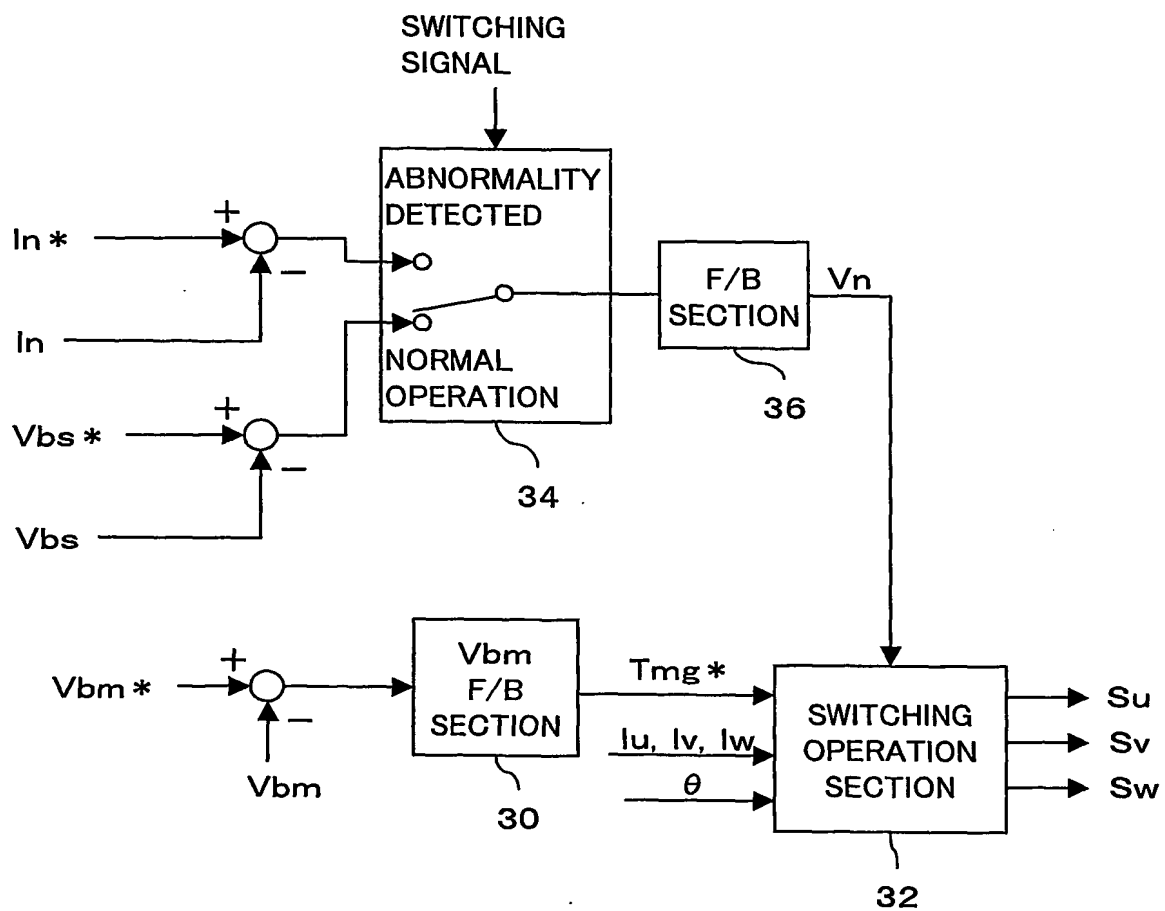 SWITCHING
SIGNAL
ABNORMALITY
DETECTED
In*
+
−
In
F/B
SECTION
Vn
36
NORMAL
OPERATION
Vbs*
+
−
34
Vbs
Vbm*
+
−
Vbm
Vbm
F/B
SECTION
30
Tmg*
Iu, Iv, Iw
θ
SWITCHING
OPERATION
SECTION
32
Su
Sv
Sw